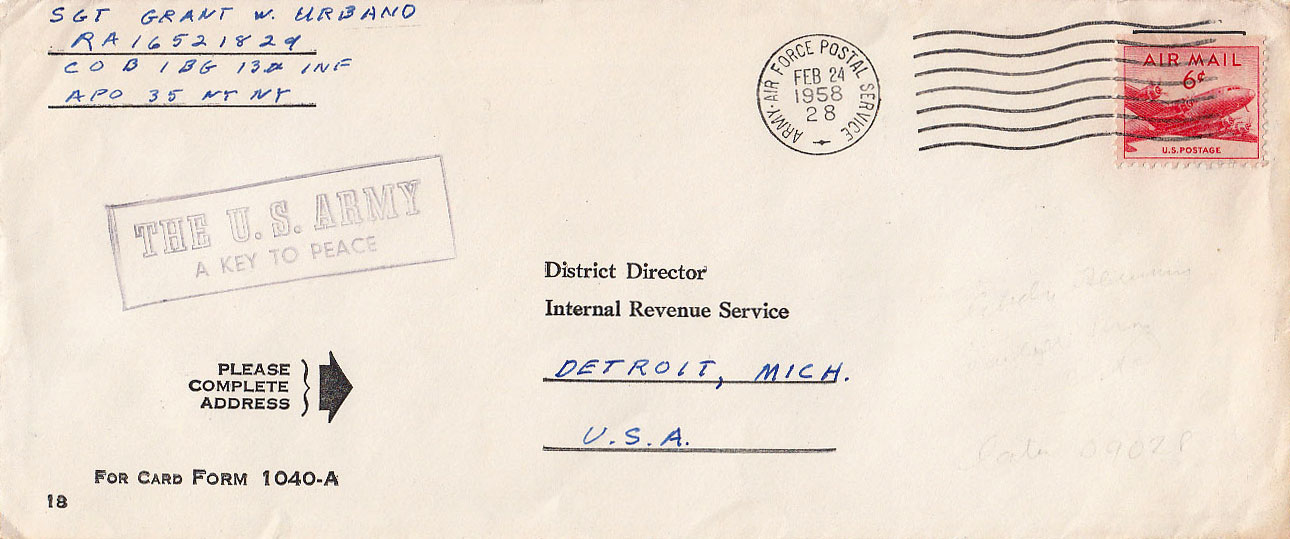 SGT GRANT W. URBANO
RA16521829
CO B 1BG 13th INF
APO 35 NY NY
ARMY-AIR FORCE POSTAL SERVICE
FEB 24
1958
28
AIR MAIL
6¢
U.S. POSTAGE
THE U.S. ARMY
A KEY TO PEACE
District Director
Internal Revenue Service
DETROIT, MICH.
U.S.A.
PLEASE
COMPLETE
ADDRESS
FOR CARD FORM 1040-A
18